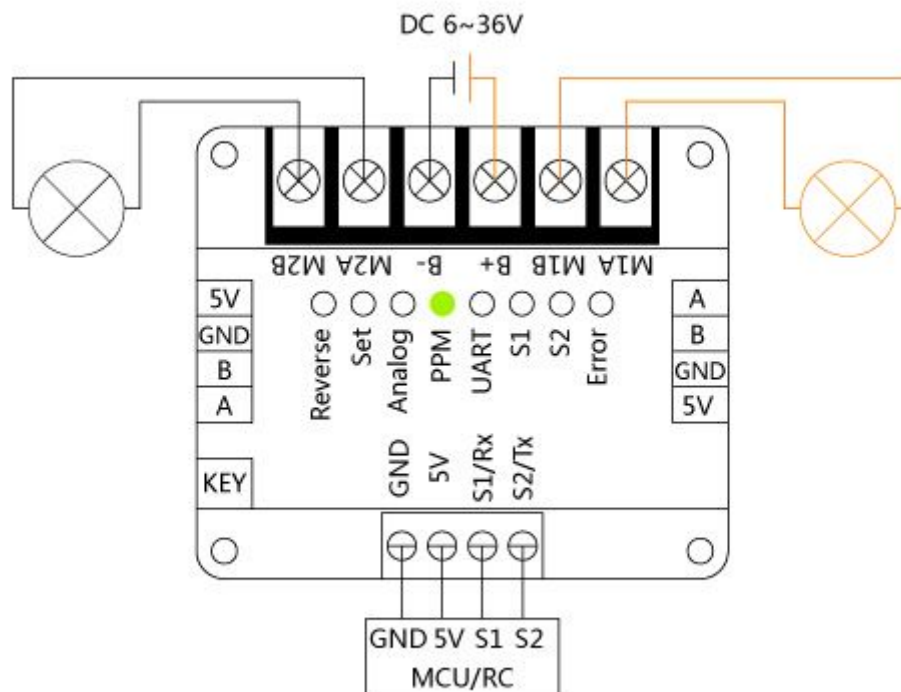 DC 6~36V
M2B M2A B- B+ M1B M1A
5V
GND
B
A
KEY
Reverse
Set
Analog
PPM
UART
S1
S2
Error
A
B
GND
5V
GND
5V
S1/Rx
S2/Tx
GND 5V S1 S2
MCU/RC